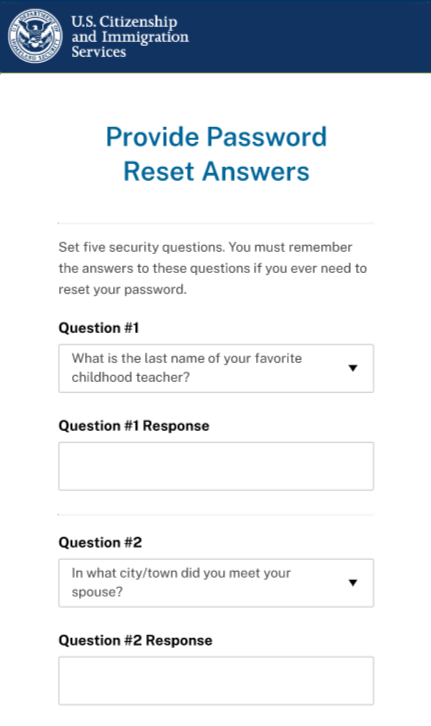 U.S. Citizenship
and Immigration
Services
Provide Password
Reset Answers
Set five security questions. You must remember
the answers to these questions if you ever need to
reset your password.
Question #1
What is the last name of your favorite
childhood teacher?
Question #1 Response
Question #2
In what city/town did you meet your
spouse?
Question #2 Response